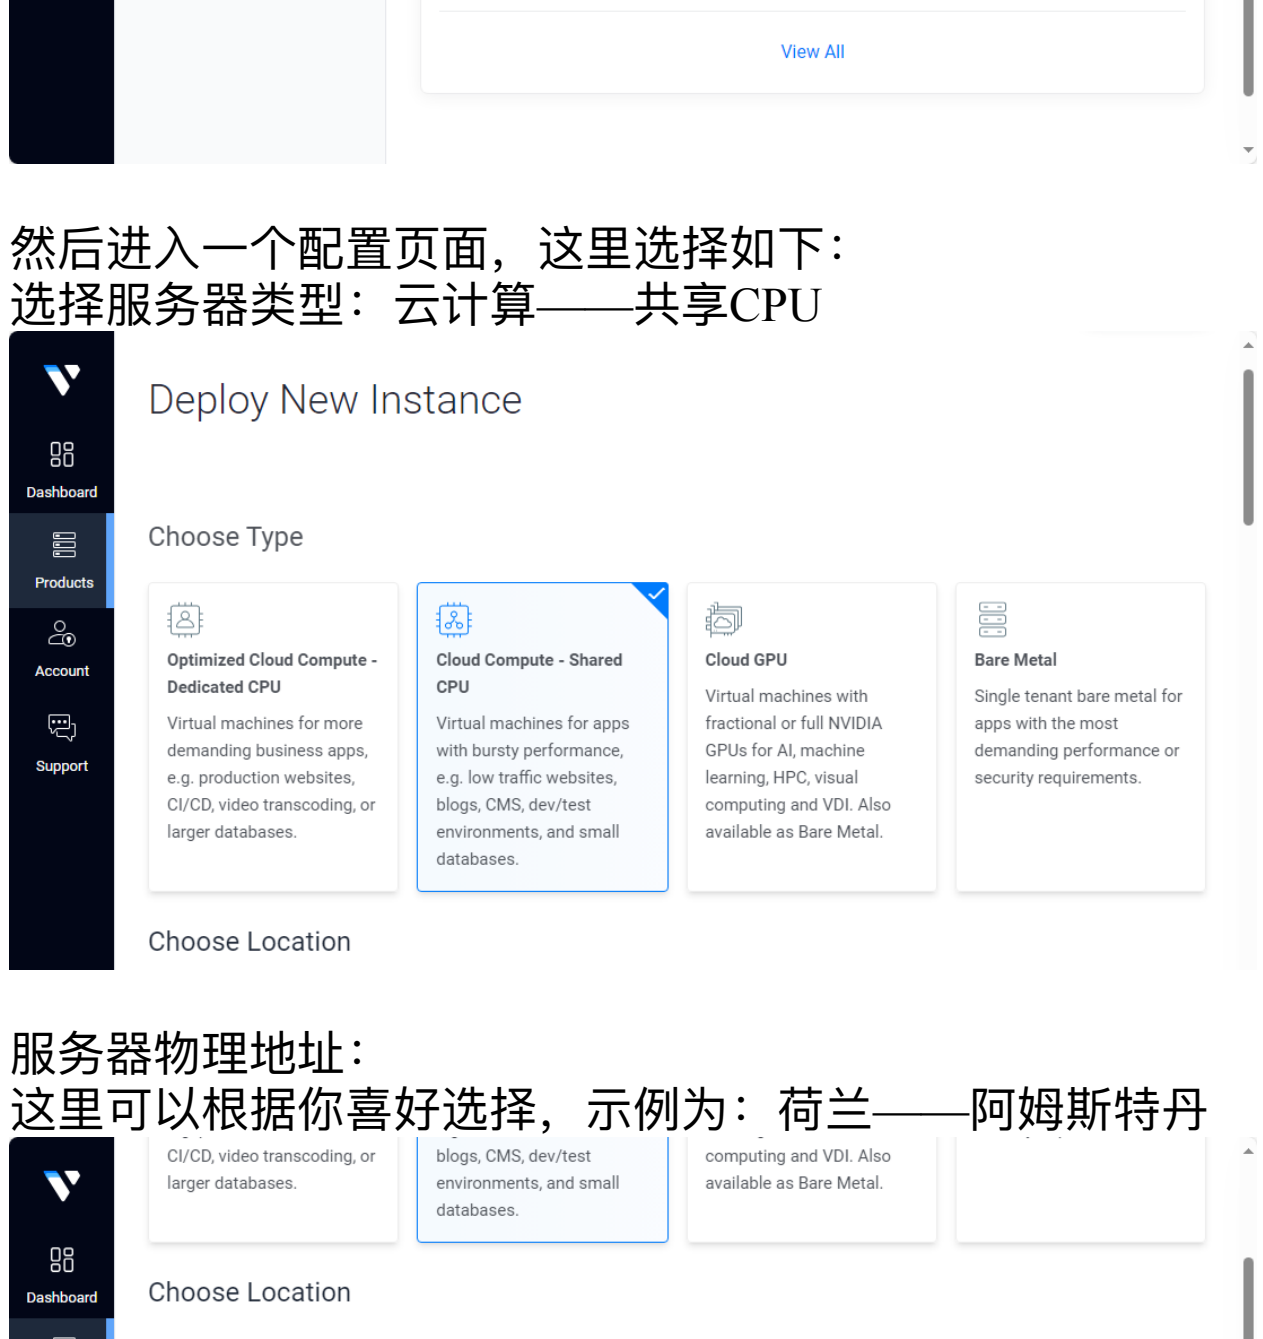 View All
然后进入一个配置页面，这里选择如下：
选择服务器类型：云计算——共享CPU
Deploy New Instance
Dashboard
Products
Account
Support
Choose Type
Optimized Cloud Compute -
Dedicated CPU
Virtual machines for more
demanding business apps,
e.g. production websites,
CI/CD, video transcoding, or
larger databases.
Cloud Compute - Shared
CPU
Virtual machines for apps
with bursty performance,
e.g. low traffic websites,
blogs, CMS, dev/test
environments, and small
databases.
Cloud GPU
Virtual machines with
fractional or full NVIDIA
GPUs for AI, machine
learning, HPC, visual
computing and VDI. Also
available as Bare Metal.
Bare Metal
Single tenant bare metal for
apps with the most
demanding performance or
security requirements.
Choose Location
服务器物理地址：
这里可以根据你喜好选择，示例为：荷兰——阿姆斯特丹
CI/CD, video transcoding, or
larger databases.
blogs, CMS, dev/test
environments, and small
databases.
computing and VDI. Also
available as Bare Metal.
Dashboard
Choose Location